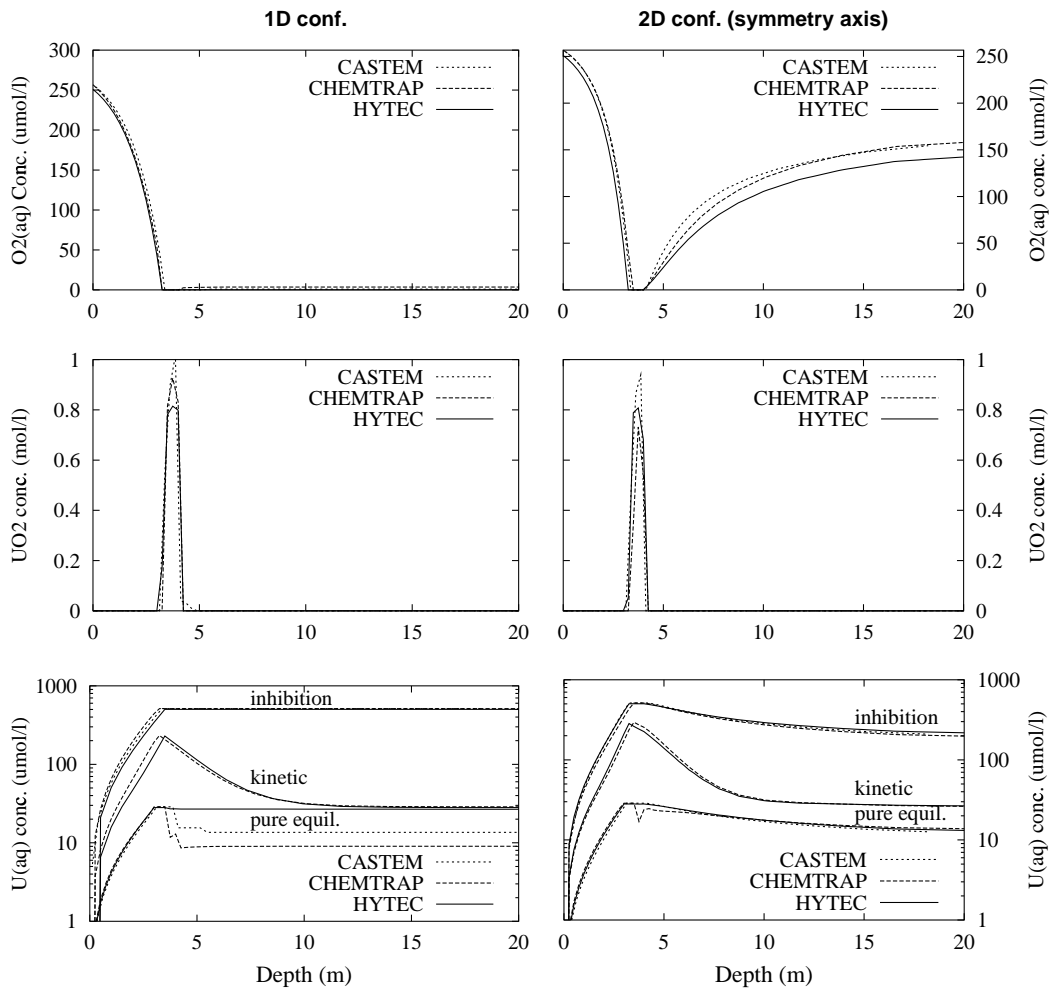 1D conf.
2D conf. (symmetry axis)
O2(aq) Conc. (umol/l)
300
250
200
150
100
50
0
CASTEM
CHEMTRAP
HYTEC
0 5 10 15 20
CASTEM
CHEMTRAP
HYTEC
250
200
150
100
50
0
O2(aq) conc. (umol/l)
0 5 10 15 20
UO2 conc. (mol/l)
1
0.8
0.6
0.4
0.2
0
CASTEM
CHEMTRAP
HYTEC
0 5 10 15 20
CASTEM
CHEMTRAP
HYTEC
1
0.8
0.6
0.4
0.2
0
UO2 conc. (mol/l)
0 5 10 15 20
U(aq) conc. (umol/l)
1000
100
10
1
inhibition
kinetic
pure equil.
CASTEM
CHEMTRAP
HYTEC
0 5 10 15 20
Depth (m)
inhibition
kinetic
pure equil.
CASTEM
CHEMTRAP
HYTEC
1000
100
10
1
U(aq) conc. (umol/l)
0 5 10 15 20
Depth (m)